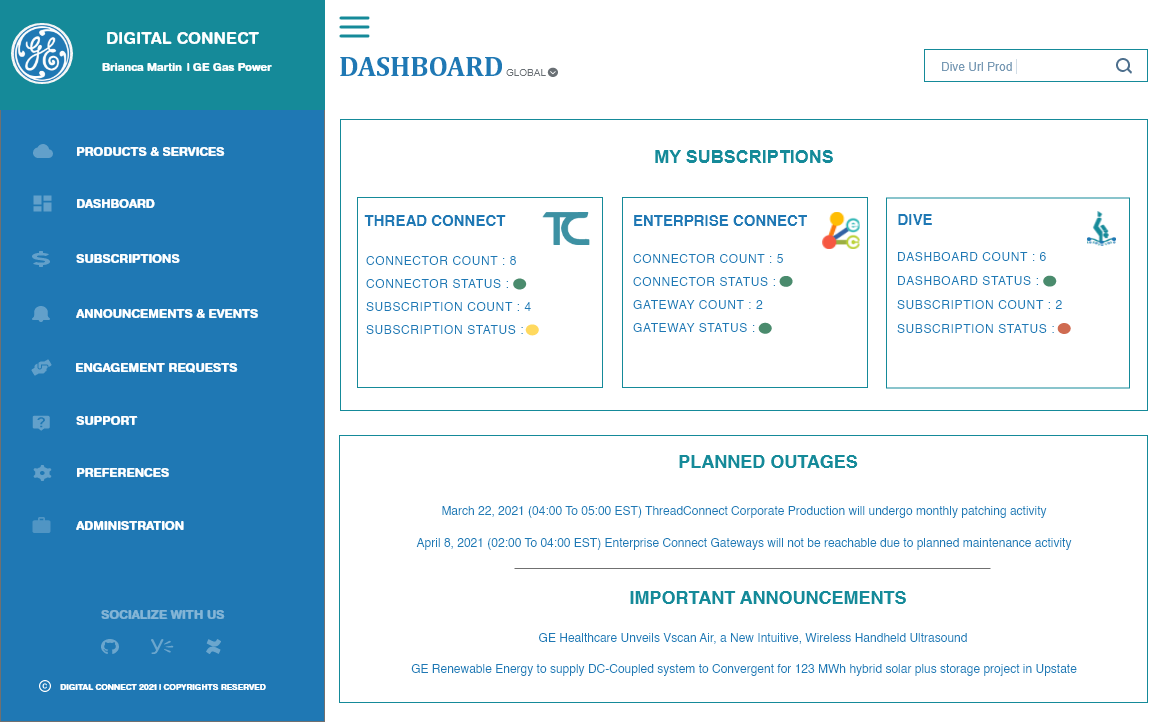 GE
DIGITAL CONNECT
Brianca Martin | GE Gas Power
PRODUCTS & SERVICES
DASHBOARD
SUBSCRIPTIONS
ANNOUNCEMENTS & EVENTS
ENGAGEMENT REQUESTS
SUPPORT
PREFERENCES
ADMINISTRATION
SOCIALIZE WITH US
© DIGITAL CONNECT 2021 | COPYRIGHTS RESERVED
DASHBOARD GLOBAL
Dive Url Prod
MY SUBSCRIPTIONS
THREAD CONNECT
TC
CONNECTOR COUNT : 8
CONNECTOR STATUS :
SUBSCRIPTION COUNT : 4
SUBSCRIPTION STATUS :
ENTERPRISE CONNECT
e
C
CONNECTOR COUNT : 5
CONNECTOR STATUS :
GATEWAY COUNT : 2
GATEWAY STATUS :
DIVE
DASHBOARD COUNT : 6
DASHBOARD STATUS :
SUBSCRIPTION COUNT : 2
SUBSCRIPTION STATUS :
PLANNED OUTAGES
March 22, 2021 (04:00 To 05:00 EST) ThreadConnect Corporate Production will undergo monthly patching activity
April 8, 2021 (02:00 To 04:00 EST) Enterprise Connect Gateways will not be reachable due to planned maintenance activity
IMPORTANT ANNOUNCEMENTS
GE Healthcare Unveils Vscan Air, a New Intuitive, Wireless Handheld Ultrasound
GE Renewable Energy to supply DC-Coupled system to Convergent for 123 MWh hybrid solar plus storage project in Upstate